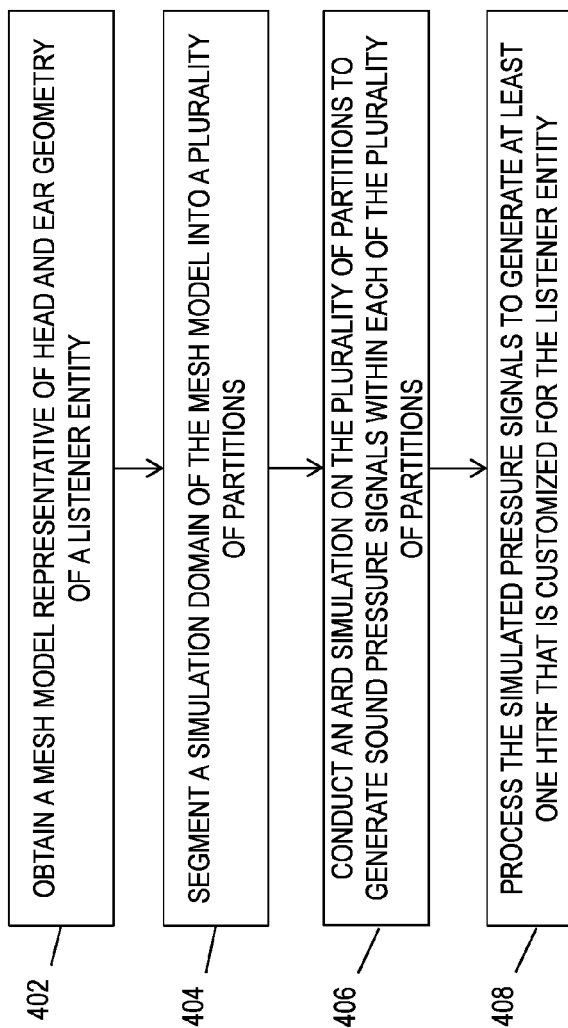 402
OBTAIN A MESH MODEL REPRESENTATIVE OF HEAD AND EAR GEOMETRY
OF A LISTENER ENTITY
404
SEGMENT A SIMULATION DOMAIN OF THE MESH MODEL INTO A PLURALITY
OF PARTITIONS
406
CONDUCT AN ARD SIMULATION ON THE PLURALITY OF PARTITIONS TO
GENERATE SOUND PRESSURE SIGNALS WITHIN EACH OF THE PLURALITY
OF PARTITIONS
408
PROCESS THE SIMULATED PRESSURE SIGNALS TO GENERATE AT LEAST
ONE HTRF THAT IS CUSTOMIZED FOR THE LISTENER ENTITY